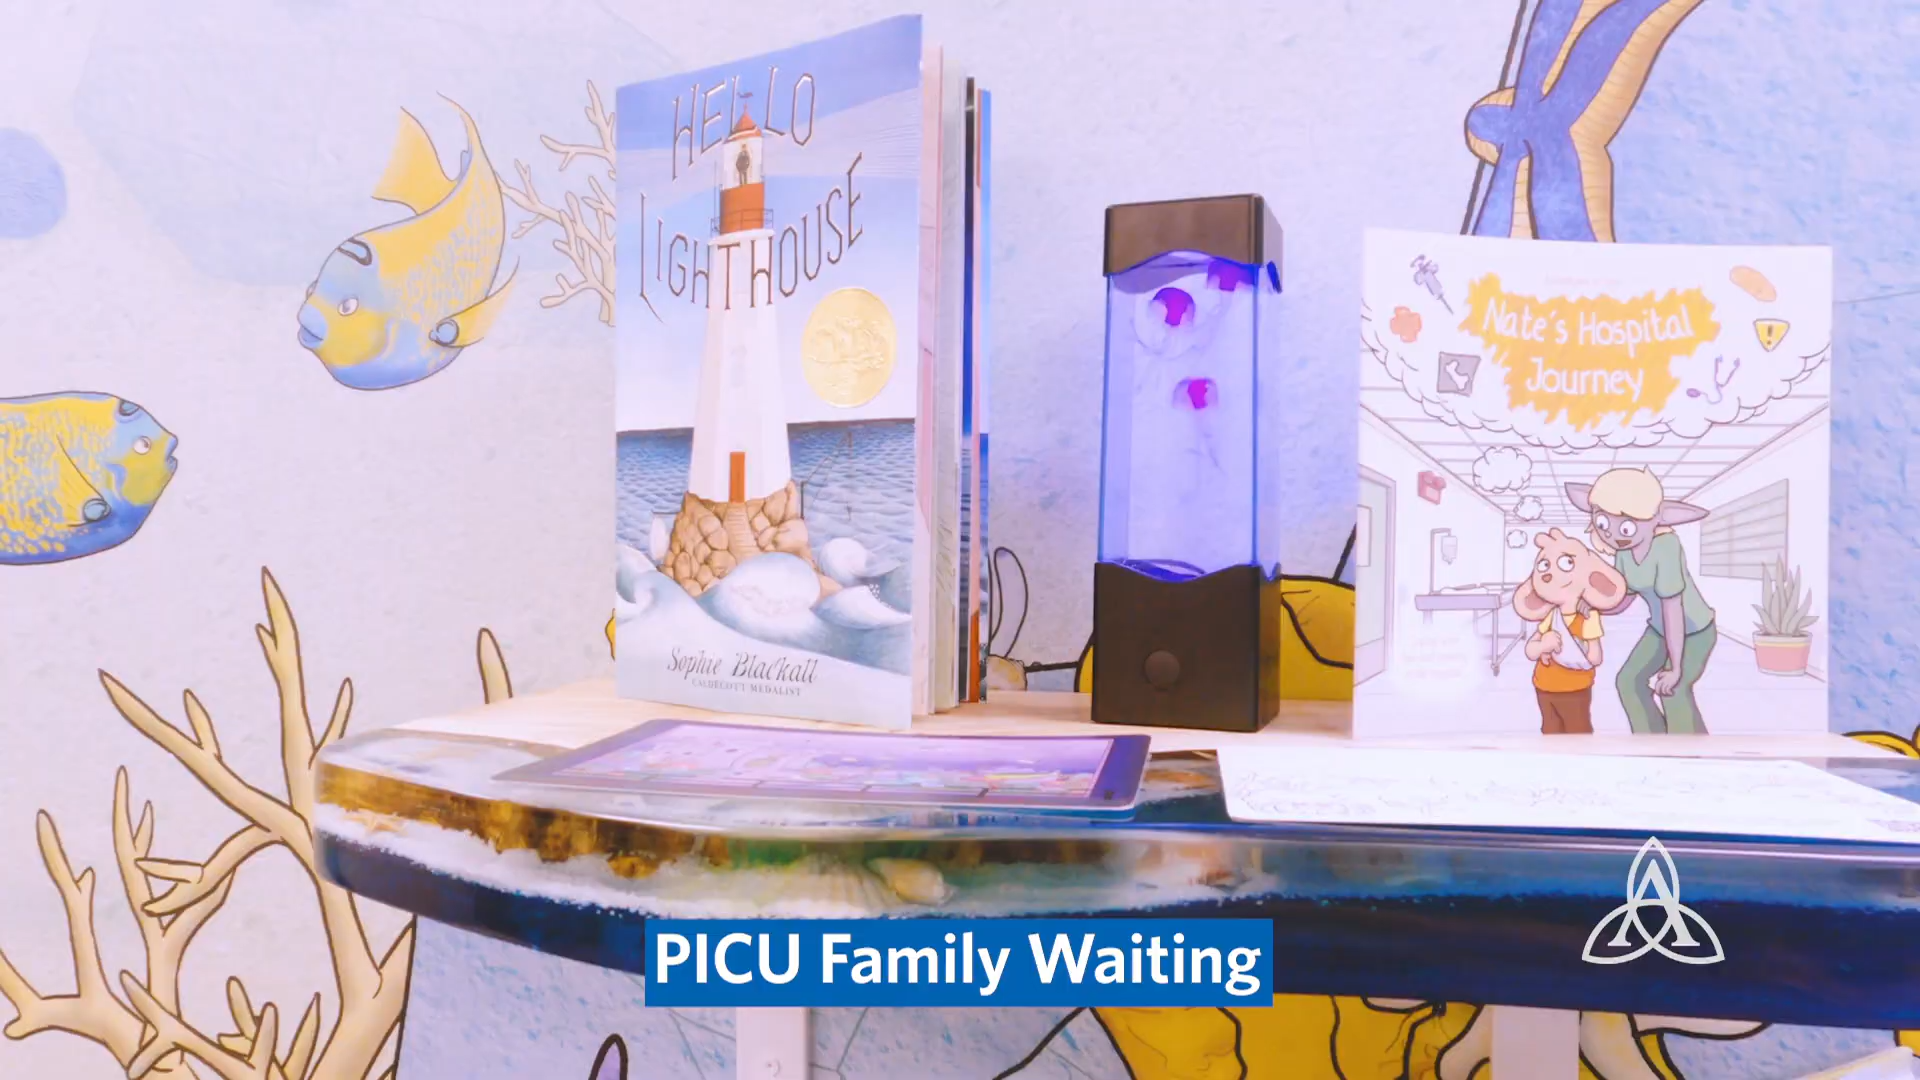 HELLO
LIGHTHOUSE
Sophie Blackall
CALDECOTT MEDALIST
Nate's Hospital
Journey
PICU Family Waiting